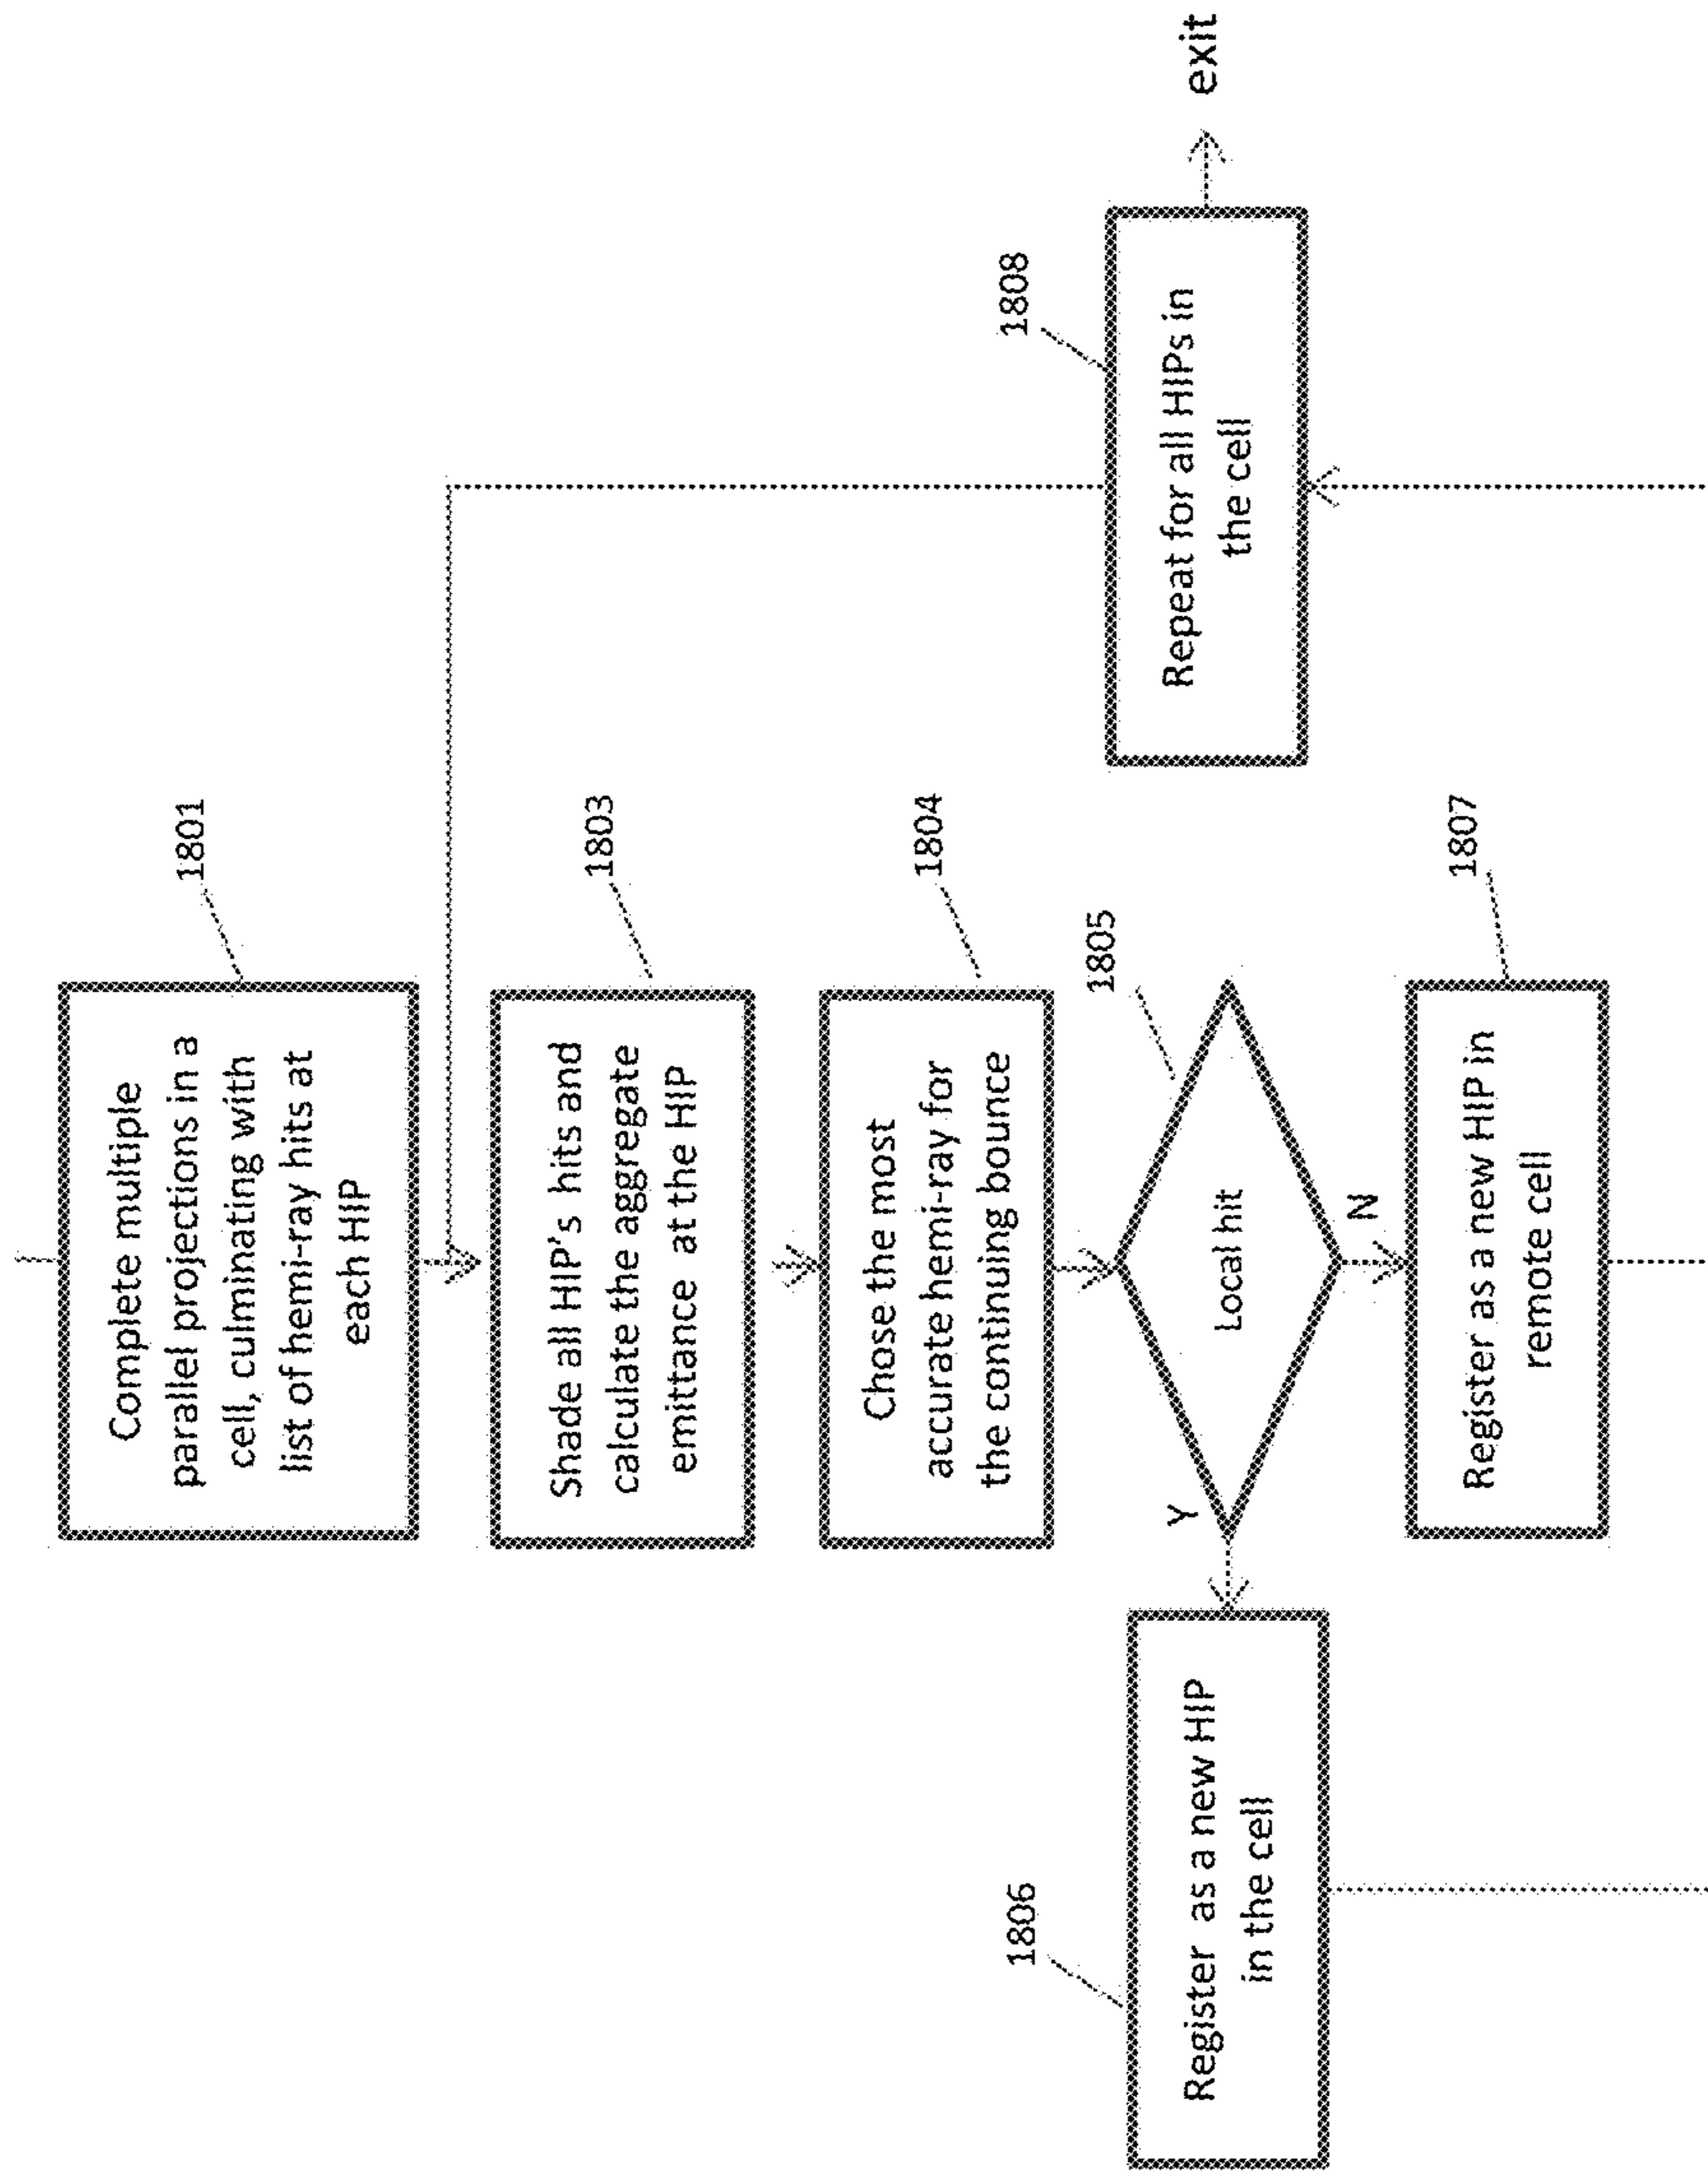 Complete multiple
parallel projections in a
cell, culminating with
list of hemi-ray hits at
each HIP
1801
Shade all HIP's hits and
calculate the aggregate
emittance at the HIP
1803
Chose the most
accurate hemi-ray for
the continuing bounce
1804
Local hit
1805
Y
N
Register as a new HIP
in the cell
1806
Register as a new HIP in
remote cell
1807
Repeat for all HIPs in
the cell
1808
exit